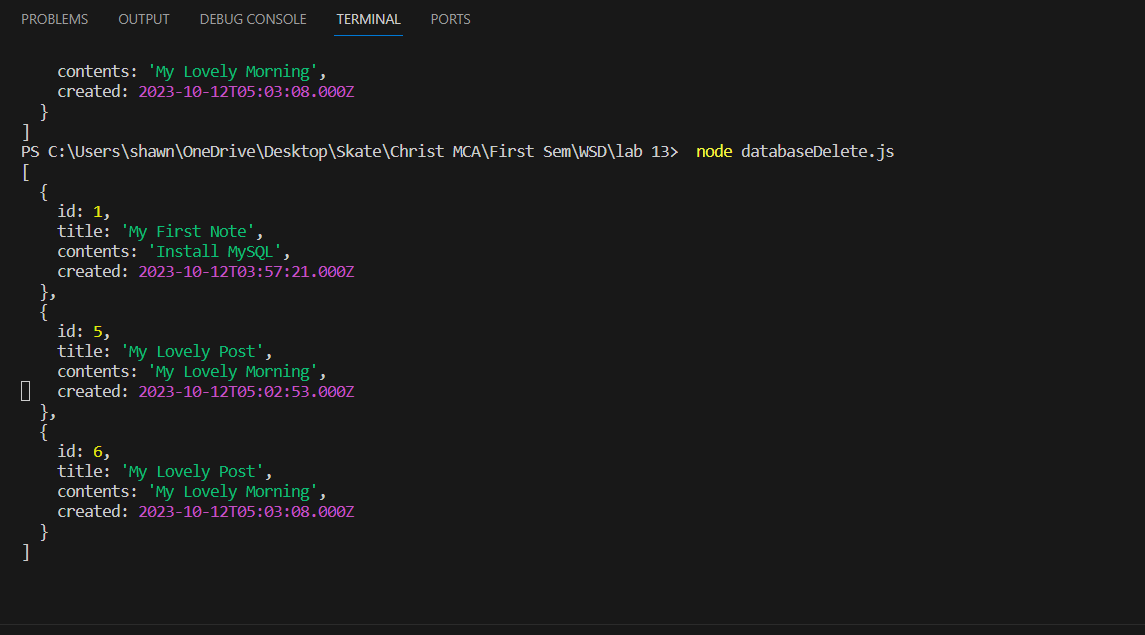 PROBLEMS OUTPUT DEBUG CONSOLE TERMINAL PORTS
contents: 'My Lovely Morning',
created: 2023-10-12T05:03:08.000Z
}
]
PS C:\Users\shawn\OneDrive\Desktop\Skate\Christ MCA\First Sem\WSD\lab 13> node databaseDelete.js
[
{
id: 1,
title: 'My First Note',
contents: 'Install MySQL',
created: 2023-10-12T03:57:21.000Z
},
{
id: 5,
title: 'My Lovely Post',
contents: 'My Lovely Morning',
created: 2023-10-12T05:02:53.000Z
},
{
id: 6,
title: 'My Lovely Post',
contents: 'My Lovely Morning',
created: 2023-10-12T05:03:08.000Z
}
]